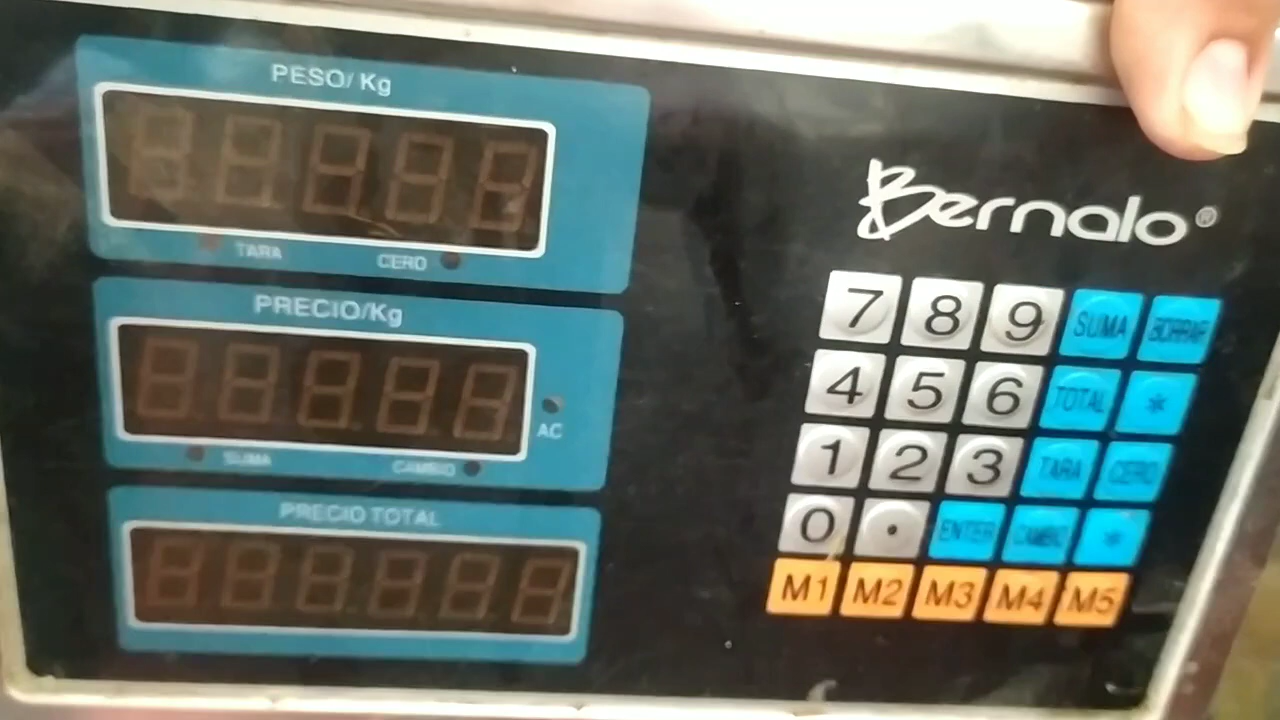 PESO/Kg
TARA CERO
PRECIO/Kg
AC
SUMA CAMBIO
PRECIO TOTAL
Bernalo®
7 8 9 SUMA BORRAR
4 5 6 TOTAL *
1 2 3 TARA CERO
0 . ENTER CAMBIO *
M1 M2 M3 M4 M5